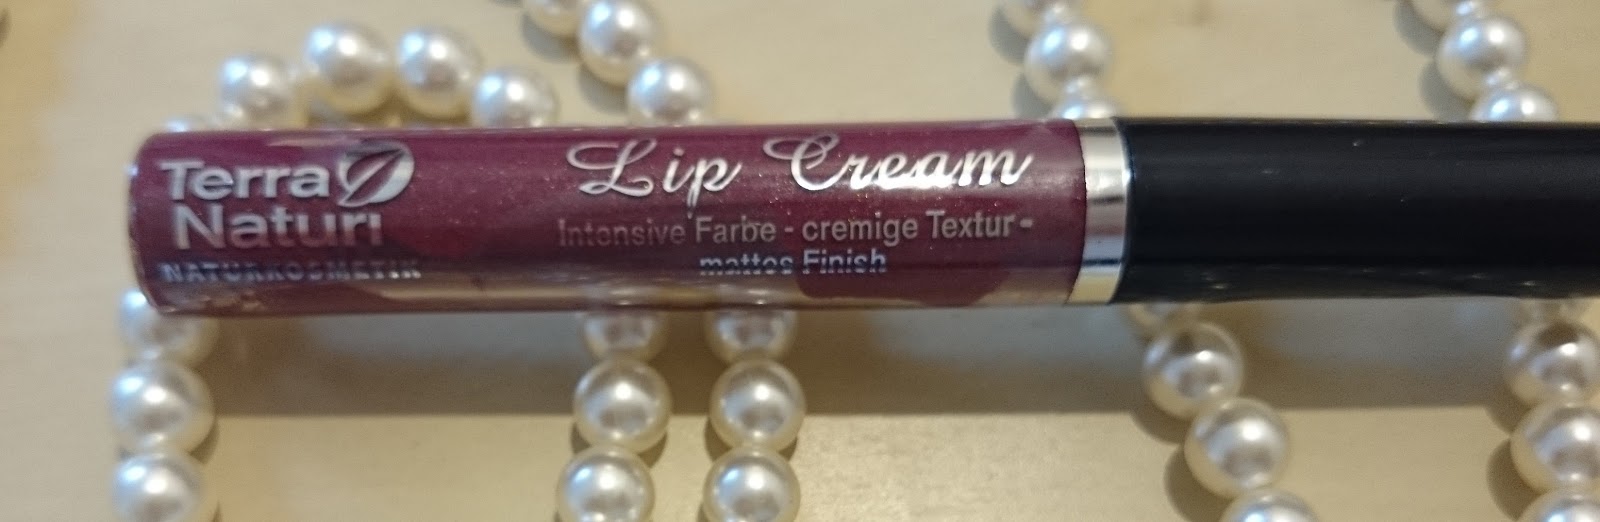 Terra
Naturi
NATURKOSMETIK
Lip Cream
Intensive Farbe - cremige Textur -
mattes Finish